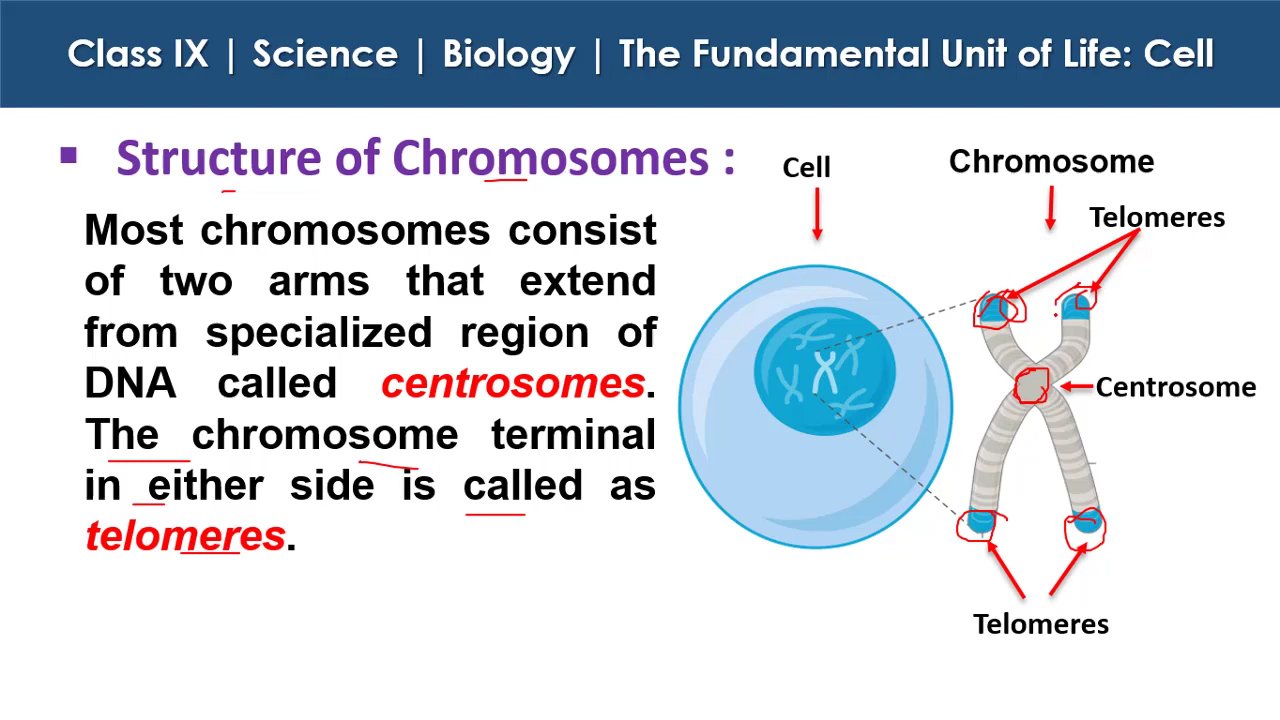 Class IX | Science | Biology | The Fundamental Unit of Life: Cell
▪ Structure of Chromosomes :
Most chromosomes consist
of two arms that extend
from specialized region of
DNA called centrosomes.
The chromosome terminal
in either side is called as
telomeres.
Cell
Chromosome
Telomeres
Centrosome
Telomeres